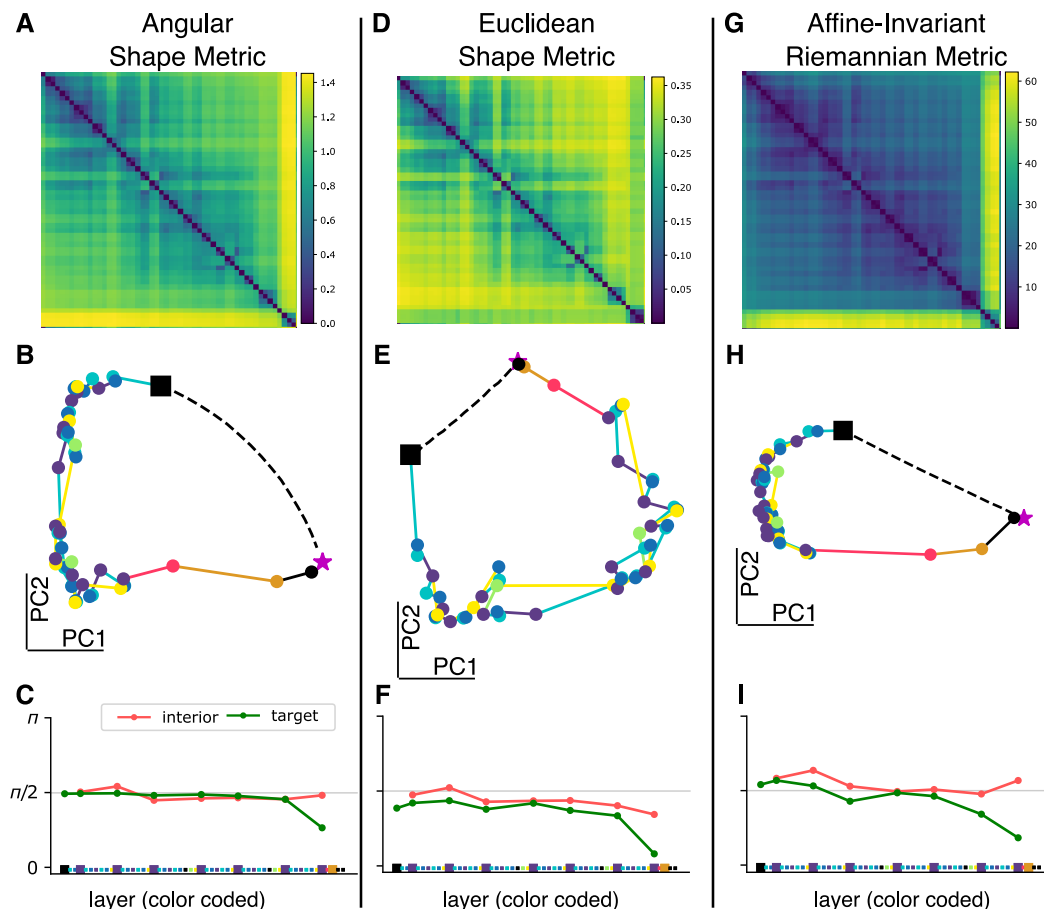 A
Angular
Shape Metric
1.4
1.2
1.0
0.8
0.6
0.4
0.2
0.0
B
PC2
PC1
C
π
π/2
0
interior
target
layer (color coded)
D
Euclidean
Shape Metric
0.35
0.30
0.25
0.20
0.15
0.10
0.05
E
PC2
PC1
F
layer (color coded)
G
Affine-Invariant
Riemannian Metric
60
50
40
30
20
10
H
PC2
PC1
I
layer (color coded)